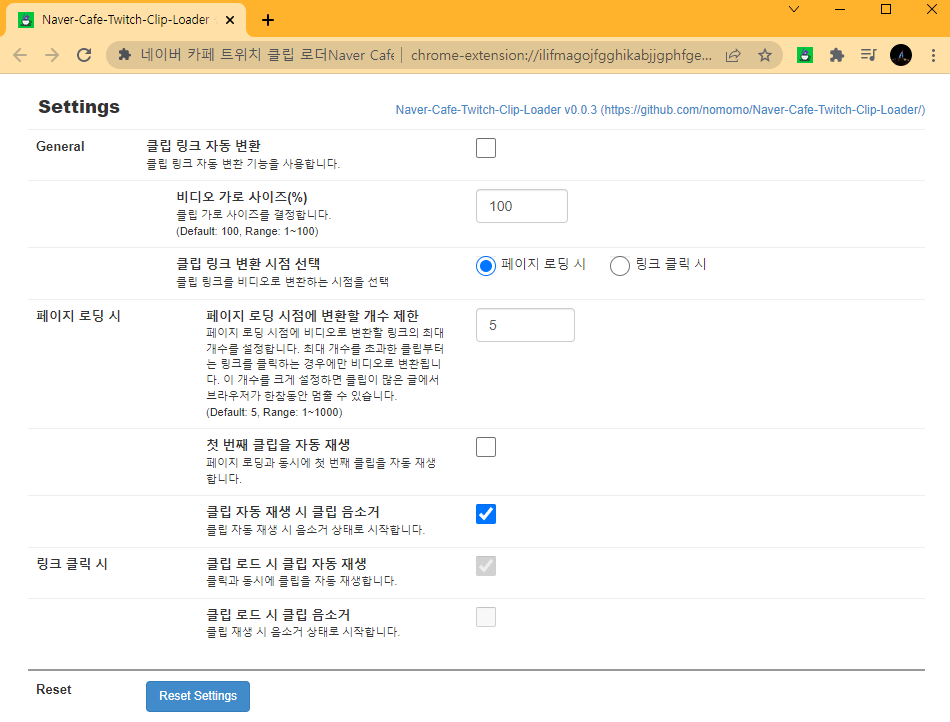 Naver-Cafe-Twitch-Clip-Loader
네이버 카페 트위치 클립 로더Naver Cafe
chrome-extension://ilifmagojfgghikabjjgphfge...
Settings
Naver-Cafe-Twitch-Clip-Loader v0.0.3 (https://github.com/nomomo/Naver-Cafe-Twitch-Clip-Loader/)
General
클립 링크 자동 변환
클립 링크 자동 변환 기능을 사용합니다.
비디오 가로 사이즈(%)
클립 가로 사이즈를 결정합니다.
(Default: 100, Range: 1~100)
100
클립 링크 변환 시점 선택
클립 링크를 비디오로 변환하는 시점을 선택
페이지 로딩 시
링크 클릭 시
페이지 로딩 시
페이지 로딩 시점에 변환할 개수 제한
페이지 로딩 시점에 비디오로 변환할 링크의 최대
개수를 설정합니다. 최대 개수를 초과한 클립부터
는 링크를 클릭하는 경우에만 비디오로 변환됩니
다. 이 개수를 크게 설정하면 클립이 많은 글에서
브라우저가 한참동안 멈출 수 있습니다.
(Default: 5, Range: 1~1000)
5
첫 번째 클립을 자동 재생
페이지 로딩과 동시에 첫 번째 클립을 자동 재생
합니다.
클립 자동 재생 시 클립 음소거
클립 자동 재생 시 음소거 상태로 시작합니다.
링크 클릭 시
클립 로드 시 클립 자동 재생
클릭과 동시에 클립을 자동 재생합니다.
클립 로드 시 클립 음소거
클립 재생 시 음소거 상태로 시작합니다.
Reset
Reset Settings